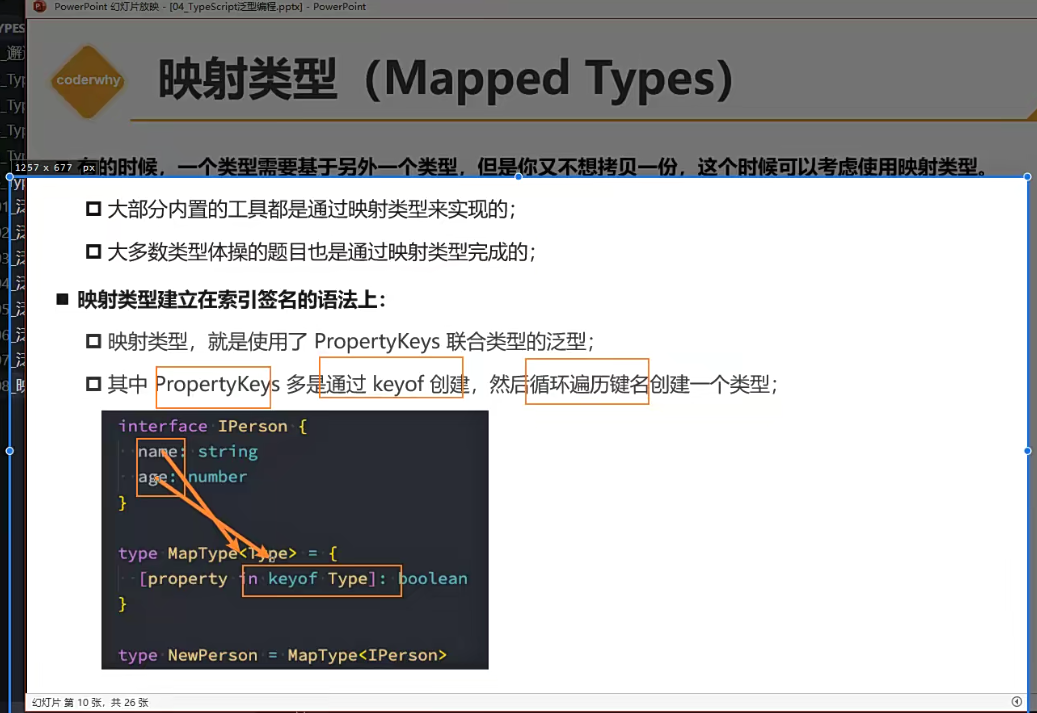 PowerPoint 幻灯片放映 - [04_TypeScript泛型编程.pptx] - PowerPoint
coderwhy
映射类型（Mapped Types）
有的时候，一个类型需要基于另外一个类型，但是你又不想拷贝一份，这个时候可以考虑使用映射类型。
1257 x 677 px
大部分内置的工具都是通过映射类型来实现的；
大多数类型体操的题目也是通过映射类型完成的；
映射类型建立在索引签名的语法上：
映射类型，就是使用了 PropertyKeys 联合类型的泛型；
其中 PropertyKeys 多是通过 keyof 创建，然后循环遍历键名创建一个类型；
interface IPerson {
name: string
age: number
}
type MapType<Type> = {
[property in keyof Type]: boolean
}
type NewPerson = MapType<IPerson>
幻灯片 第 10 张，共 26 张